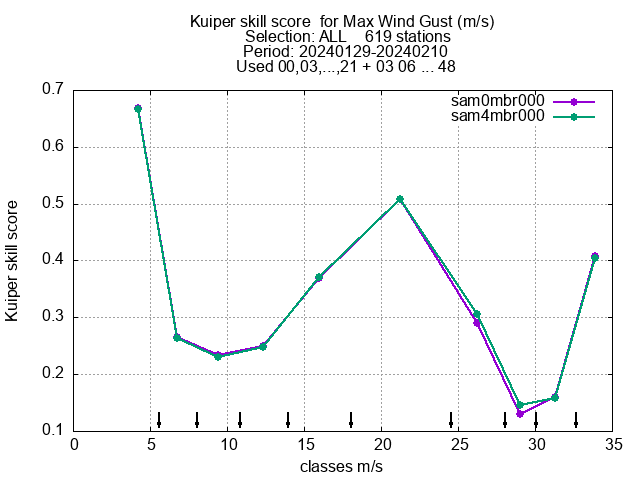 Kuiper skill score  for Max Wind Gust (m/s)
Selection: ALL    619 stations
Period: 20240129-20240210
Used 00,03,...,21 + 03 06 ... 48
sam0mbr000
sam4mbr000
Kuiper skill score
0.7
0.6
0.5
0.4
0.3
0.2
0.1
0 5 10 15 20 25 30 35
classes m/s